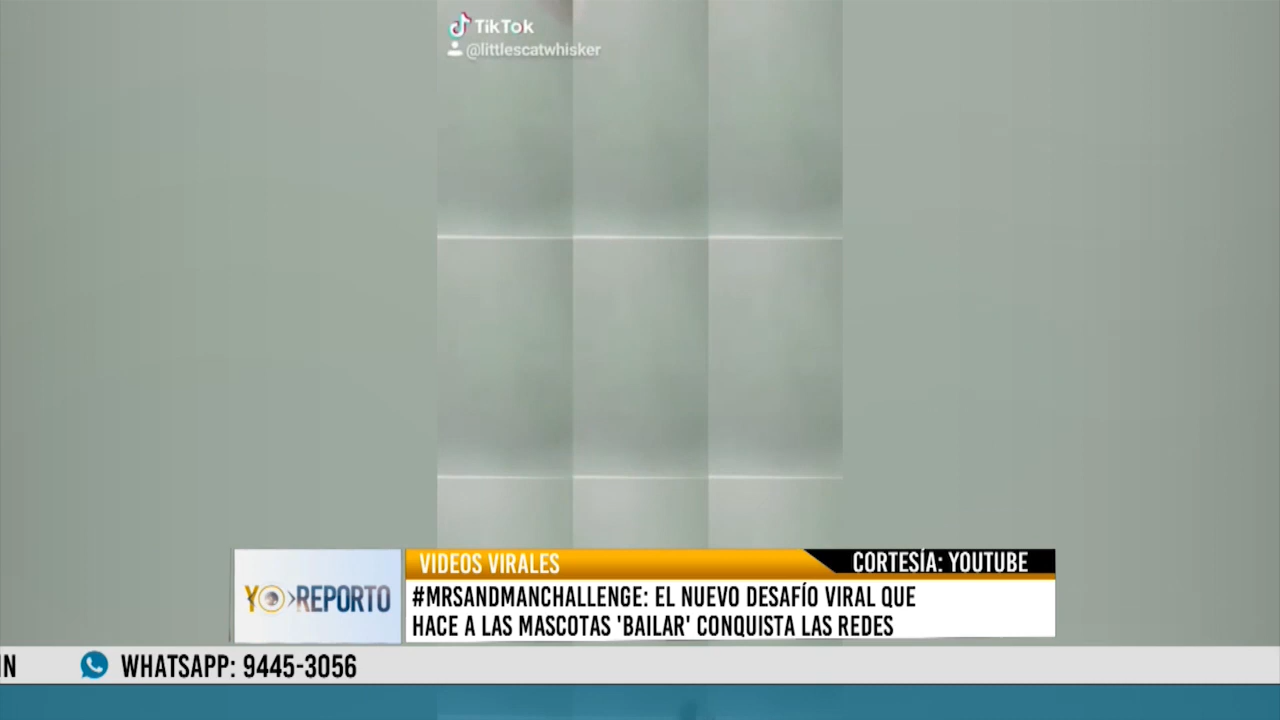 TikTok
@littlescatwhisker
VIDEOS VIRALES
CORTESÍA: YOUTUBE
YO REPORTO
#MRSANDMANCHALLENGE: EL NUEVO DESAFÍO VIRAL QUE
HACE A LAS MASCOTAS 'BAILAR' CONQUISTA LAS REDES
IN
WHATSAPP: 9445-3056